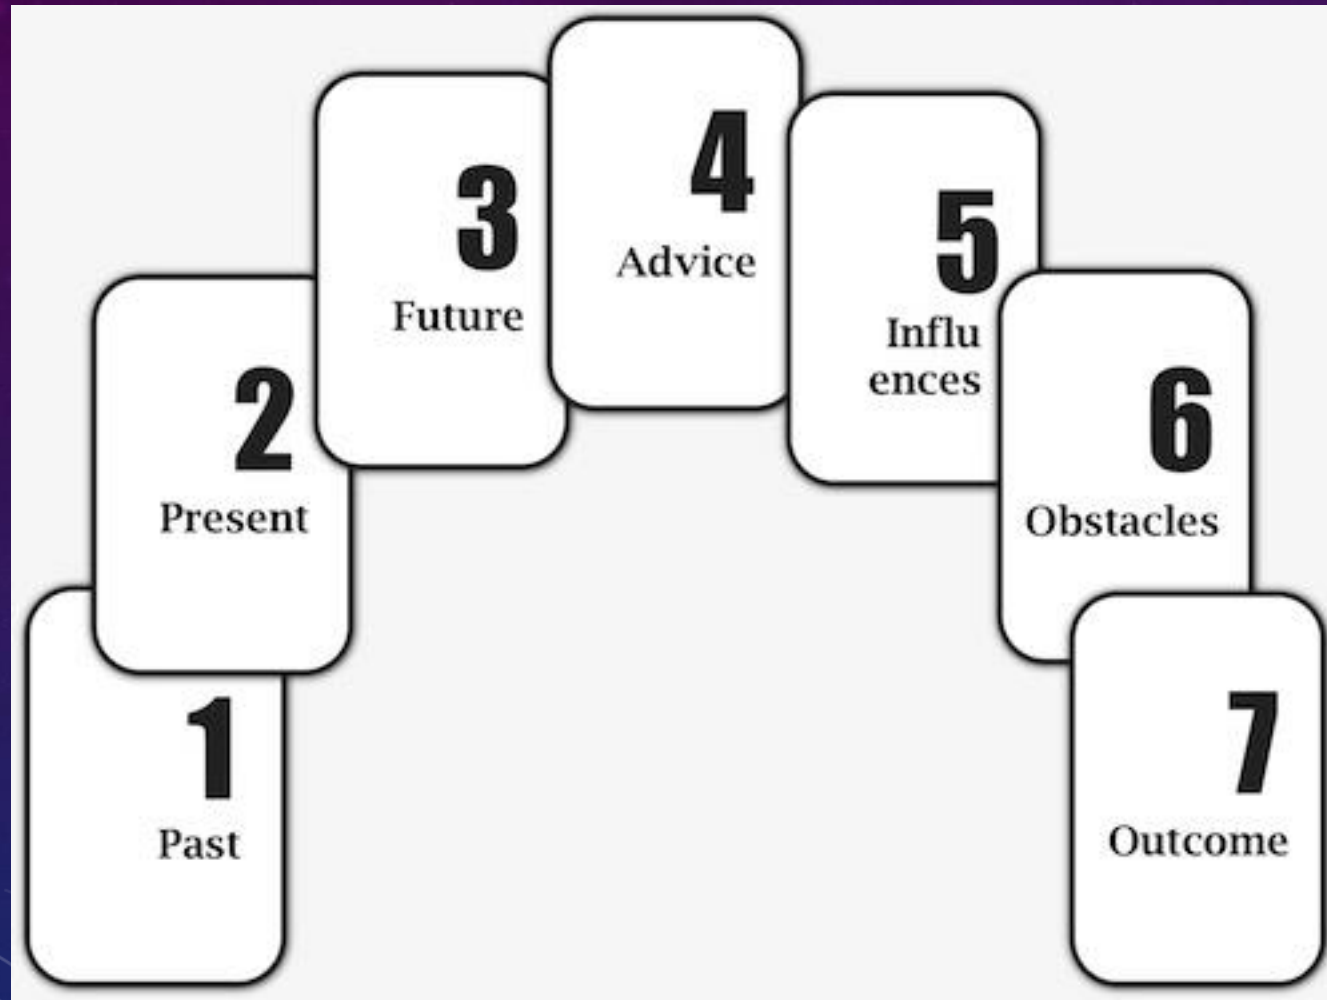 1
Past
2
Present
3
Future
4
Advice
5
Influ
ences
6
Obstacles
7
Outcome